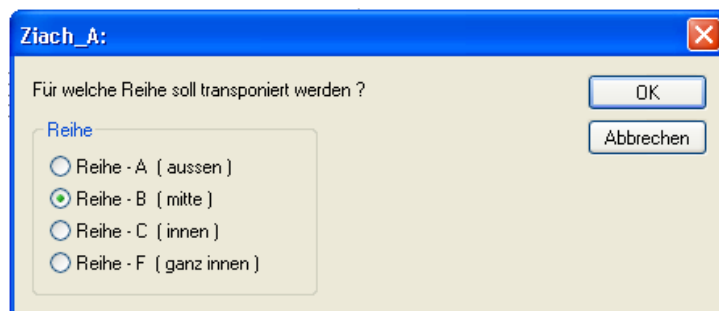 Ziach_A:
Für welche Reihe soll transponiert werden ?
OK
Abbrechen
Reihe
Reihe - A ( aussen )
Reihe - B ( mitte )
Reihe - C ( innen )
Reihe - F ( ganz innen )